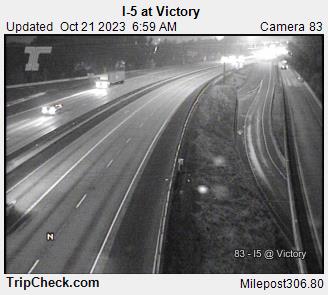 I-5 at Victory
Updated Oct 21 2023 6:59 AM Camera 83
T
N
83 - I5 @ Victory
TripCheck.com Milepost306.80